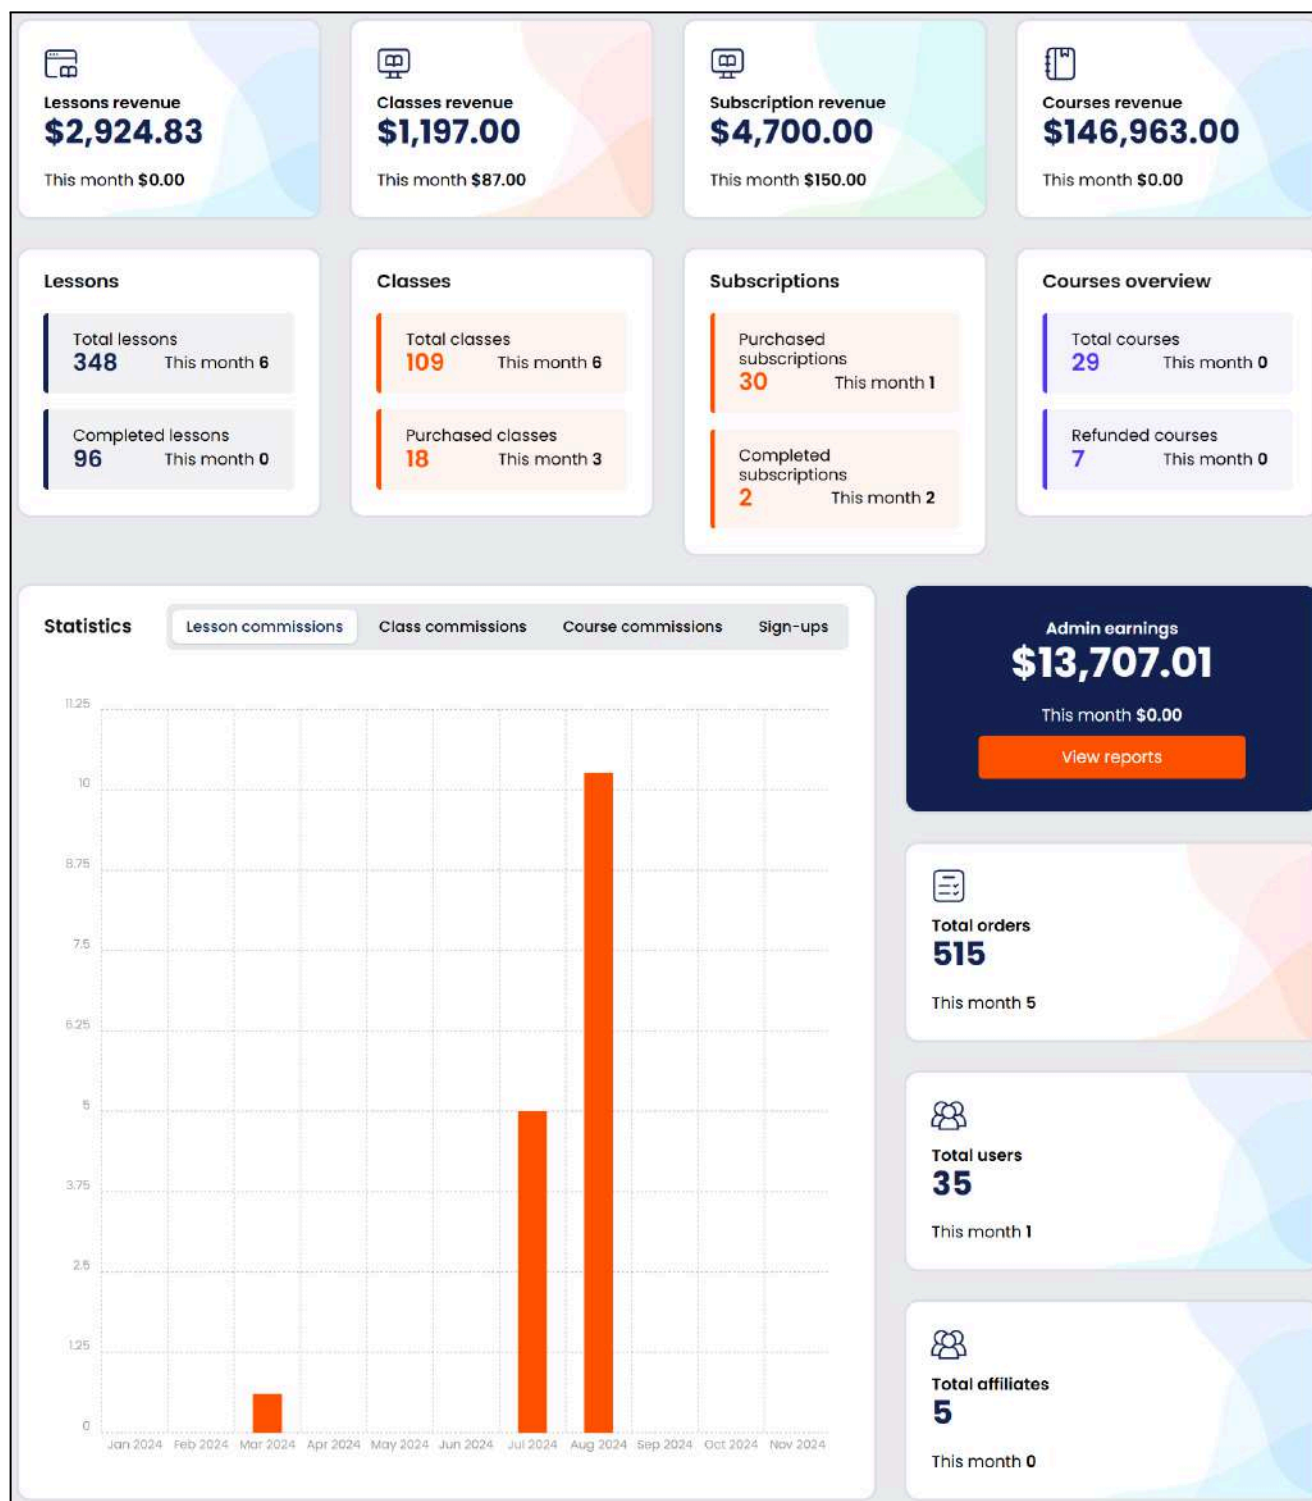 Lessons revenue
$2,924.83
This month $0.00
Classes revenue
$1,197.00
This month $87.00
Subscription revenue
$4,700.00
This month $150.00
Courses revenue
$146,963.00
This month $0.00
Lessons
Total lessons
348 This month 6
Completed lessons
96 This month 0
Classes
Total classes
109 This month 6
Purchased classes
18 This month 3
Subscriptions
Purchased
subscriptions
30 This month 1
Completed
subscriptions
2 This month 2
Courses overview
Total courses
29 This month 0
Refunded courses
7 This month 0
Statistics Lesson commissions Class commissions Course commissions Sign-ups
11.25
10
8.75
7.5
6.25
5
3.75
2.5
1.25
0
Jan 2024 Feb 2024 Mar 2024 Apr 2024 May 2024 Jun 2024 Jul 2024 Aug 2024 Sep 2024 Oct 2024 Nov 2024
Admin earnings
$13,707.01
This month $0.00
View reports
Total orders
515
This month 5
Total users
35
This month 1
Total affiliates
5
This month 0